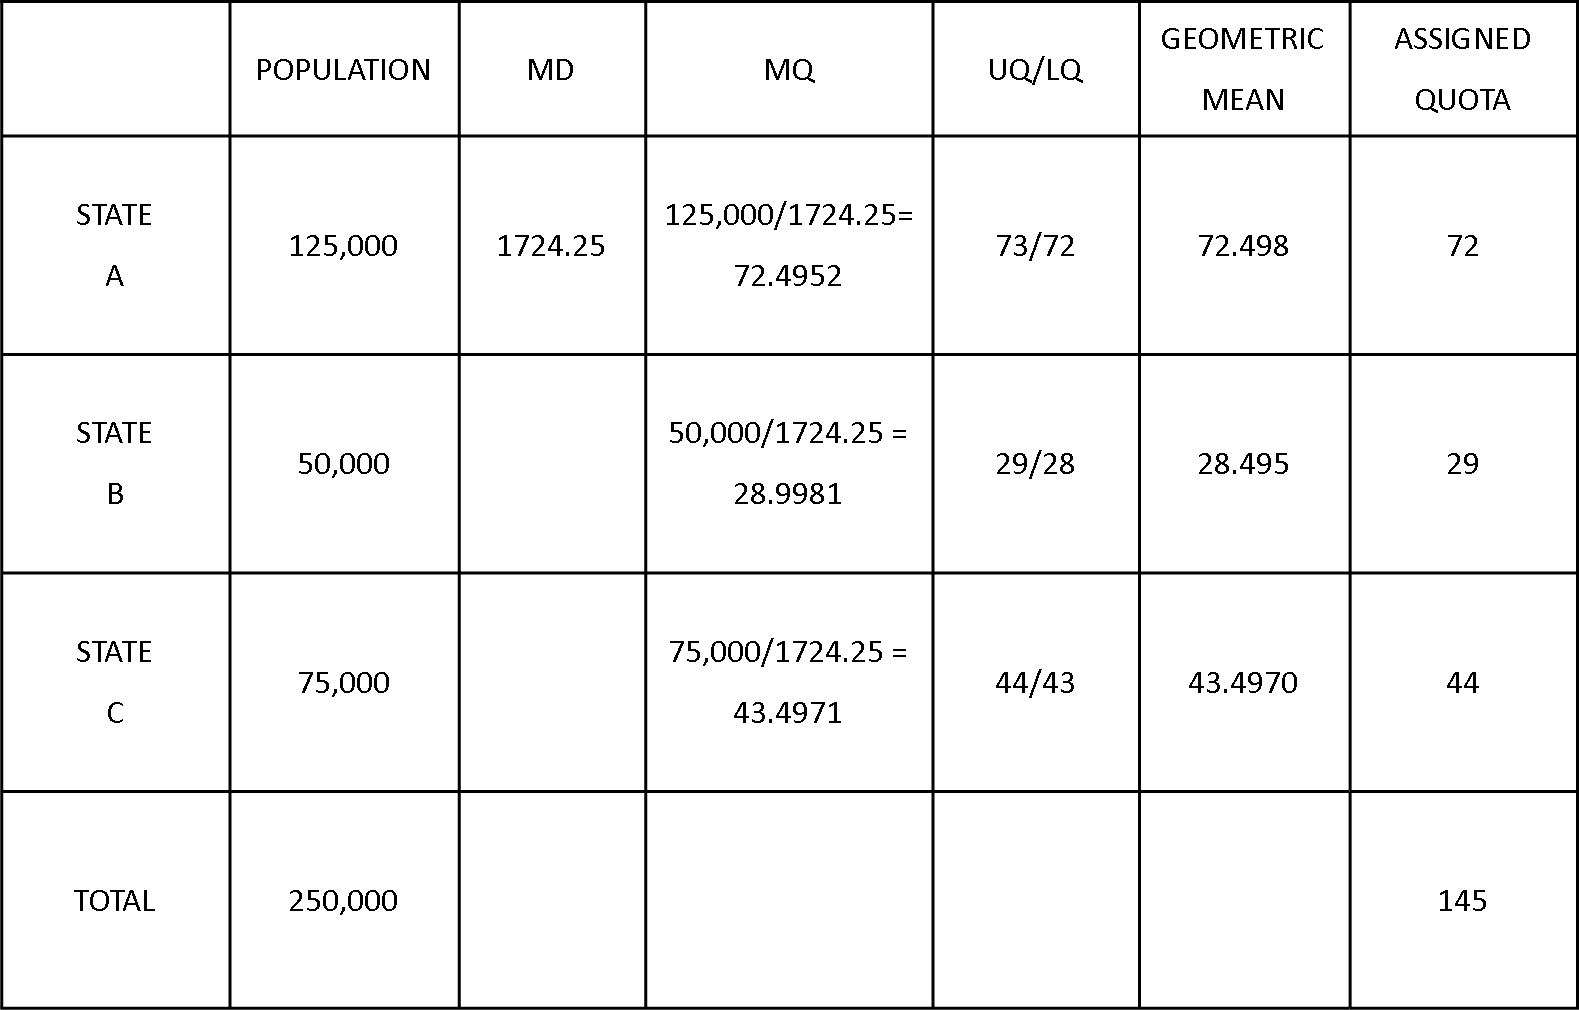 POPULATION
MD
MQ
UQ/LQ
GEOMETRIC
MEAN
ASSIGNED
QUOTA
STATE
A
125,000
1724.25
125,000/1724.25=
72.4952
73/72
72.498
72
STATE
B
50,000
50,000/1724.25 =
28.9981
29/28
28.495
29
STATE
C
75,000
75,000/1724.25 =
43.4971
44/43
43.4970
44
TOTAL
250,000
145